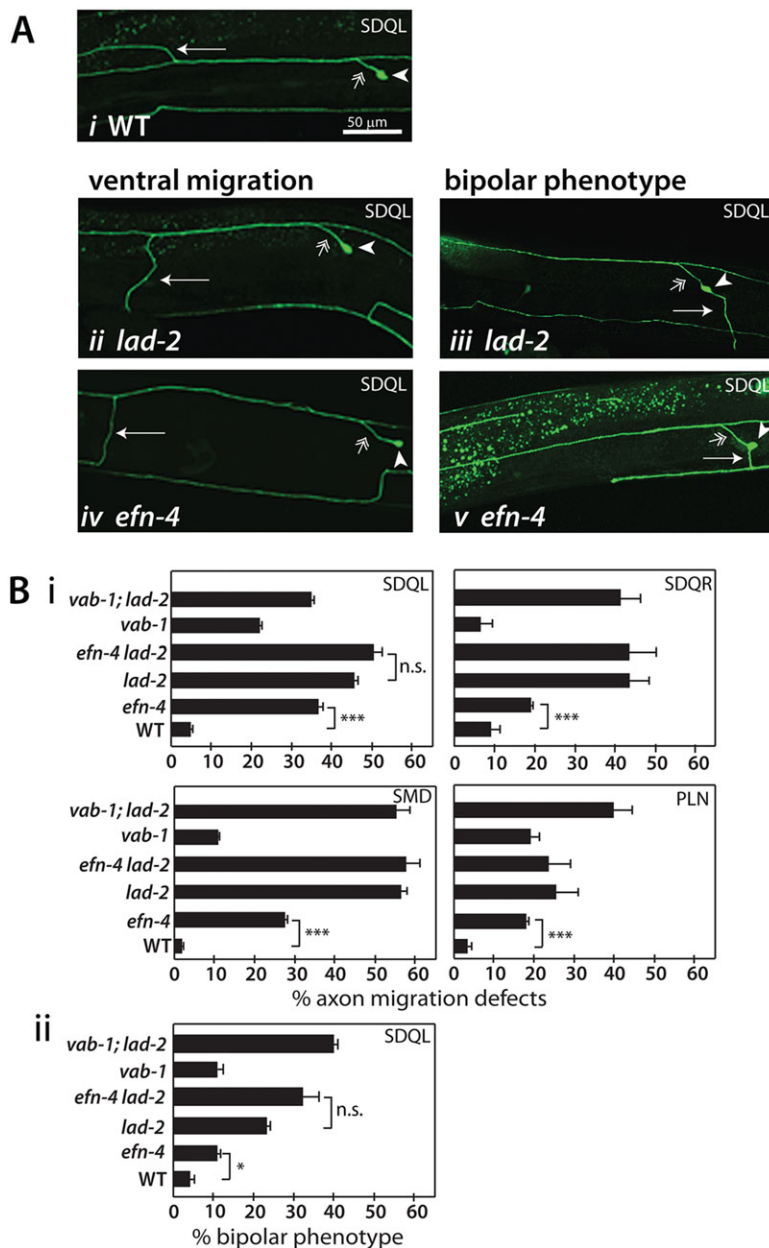 A
SDQL
i WT
50 μm
ventral migration
bipolar phenotype
SDQL
ii lad-2
SDQL
iii lad-2
SDQL
iv efn-4
SDQL
v efn-4
B
i
SDQL
vab-1; lad-2
vab-1
efn-4 lad-2
n.s.
lad-2
efn-4
***
WT
0 10 20 30 40 50 60
SDQR
***
0 10 20 30 40 50 60
SMD
vab-1; lad-2
vab-1
efn-4 lad-2
lad-2
efn-4
***
WT
0 10 20 30 40 50 60
PLN
***
0 10 20 30 40 50 60
% axon migration defects
ii
SDQL
vab-1; lad-2
vab-1
efn-4 lad-2
n.s.
lad-2
efn-4
*
WT
0 10 20 30 40 50 60
% bipolar phenotype